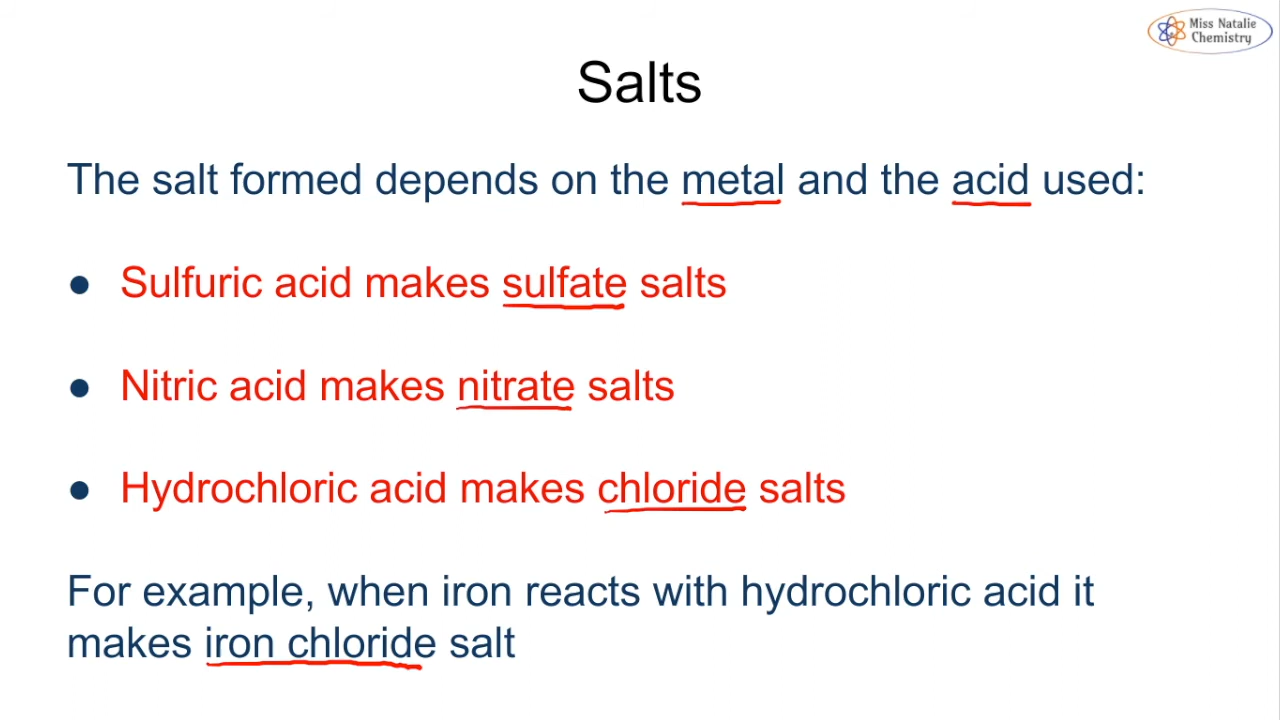 Miss Natalie
Chemistry
Salts
The salt formed depends on the metal and the acid used:
● Sulfuric acid makes sulfate salts
● Nitric acid makes nitrate salts
● Hydrochloric acid makes chloride salts
For example, when iron reacts with hydrochloric acid it
makes iron chloride salt